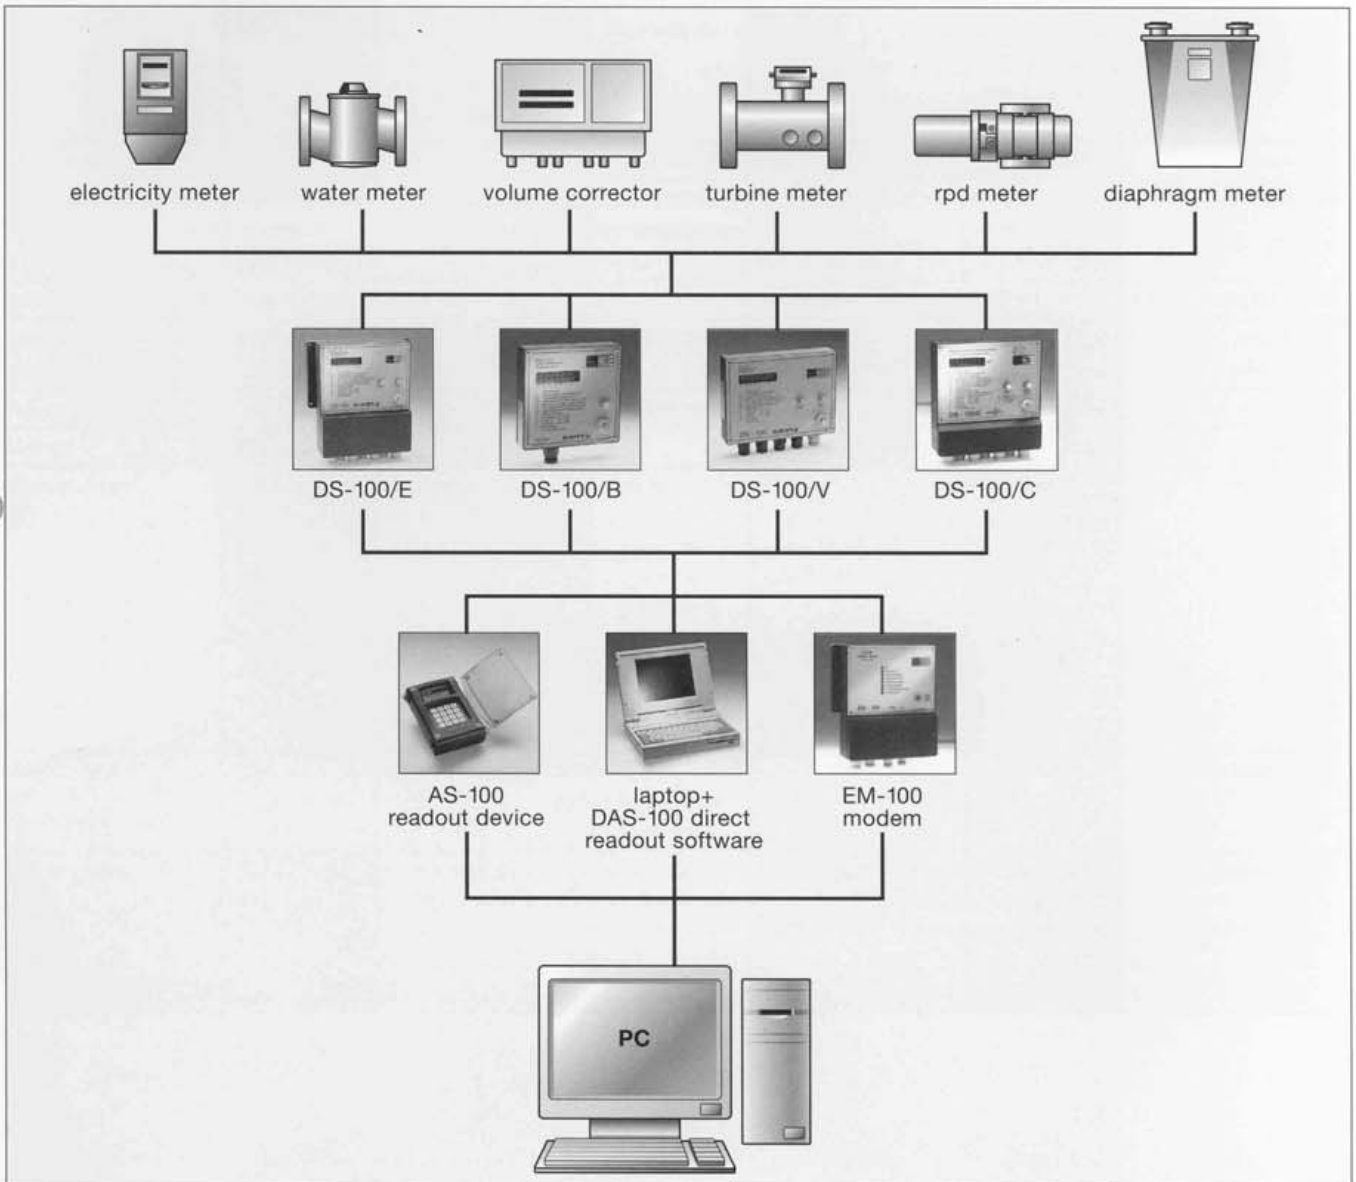 electricity meter
water meter
volume corrector
turbine meter
rpd meter
diaphragm meter
DS-100/E
DS-100/B
DS-100/V
DS-100/C
AS-100
readout device
laptop+
DAS-100 direct
readout software
EM-100
modem
PC